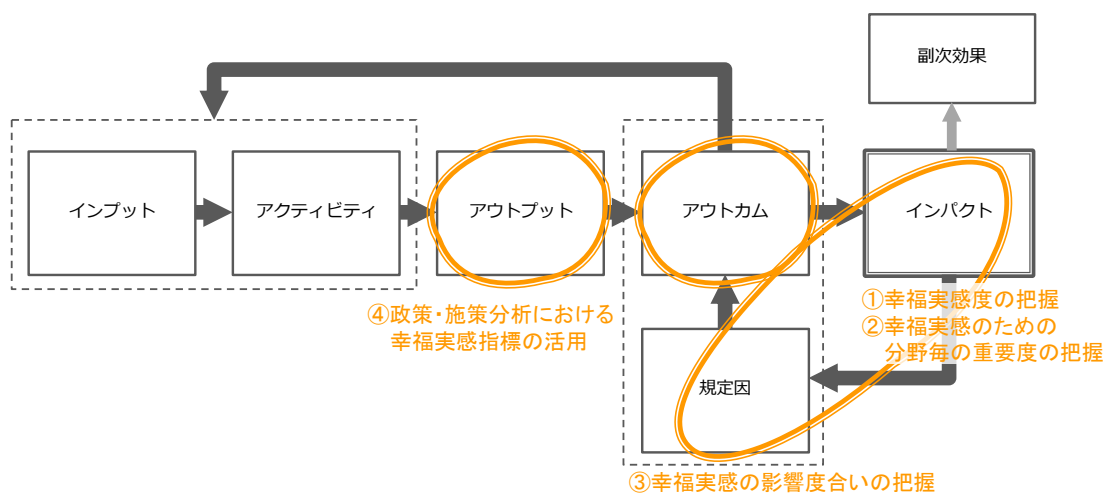 副次効果
インプット
アクティビティ
アウトプット
アウトカム
インパクト
④政策・施策分析における
幸福実感指標の活用
①幸福実感度の把握
②幸福実感のための
分野毎の重要度の把握
規定因
③幸福実感の影響度合いの把握